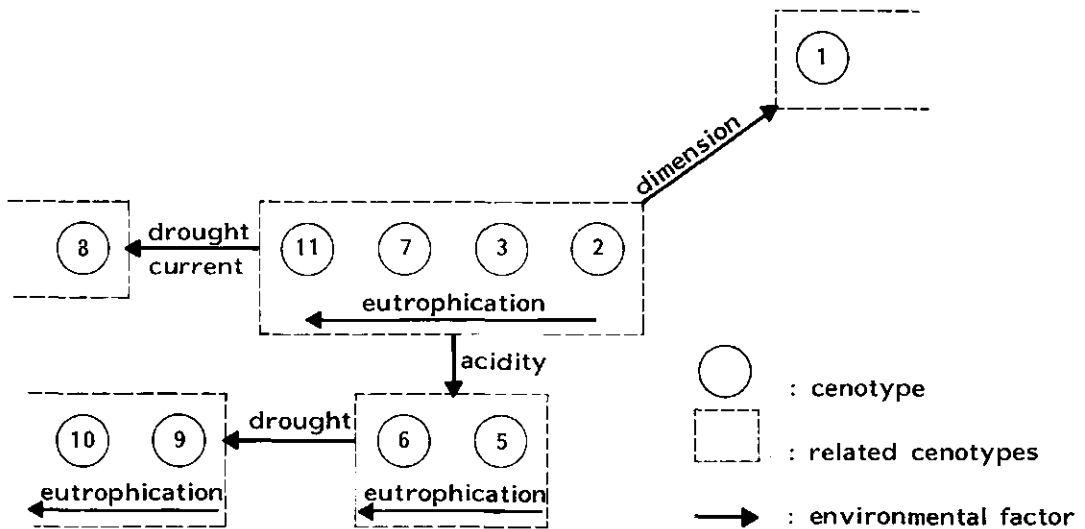 1
dimension
8
drought
current
11 7 3 2
eutrophication
acidity
10 9
drought
6 5
eutrophication
eutrophication
: cenotype
: related cenotypes
: environmental factor